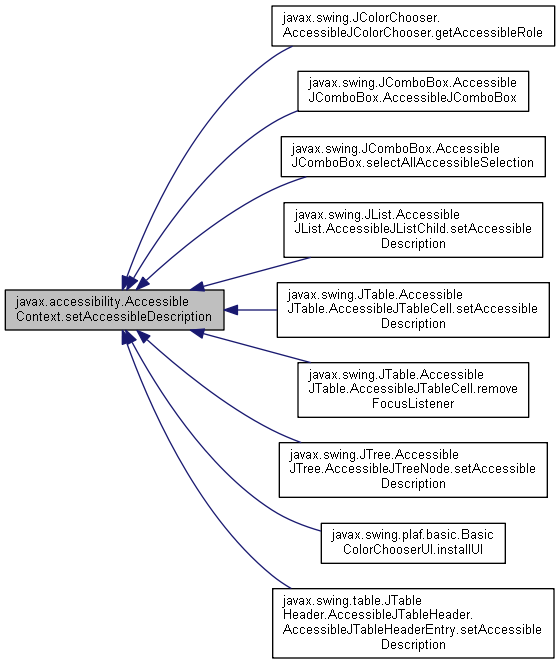 javax.swing.JColorChooser.
AccessibleJColorChooser.getAccessibleRole
javax.swing.JComboBox.Accessible
JComboBox.AccessibleJComboBox
javax.swing.JComboBox.Accessible
JComboBox.selectAllAccessibleSelection
javax.swing.JList.Accessible
JList.AccessibleJListChild.setAccessible
Description
javax.accessibility.Accessible
Context.setAccessibleDescription
javax.swing.JTable.Accessible
JTable.AccessibleJTableCell.setAccessible
Description
javax.swing.JTable.Accessible
JTable.AccessibleJTableCell.remove
FocusListener
javax.swing.JTree.Accessible
JTree.AccessibleJTreeNode.setAccessible
Description
javax.swing.plaf.basic.Basic
ColorChooserUI.installUI
javax.swing.table.JTable
Header.AccessibleJTableHeader.
AccessibleJTableHeaderEntry.setAccessible
Description